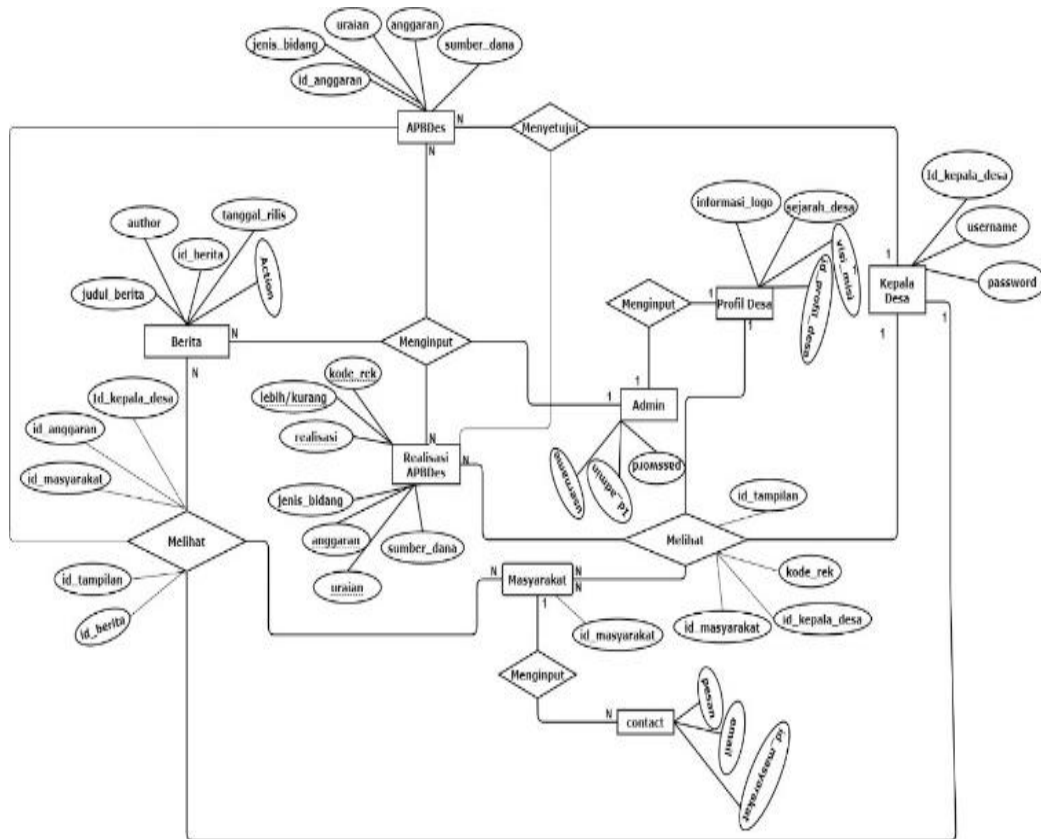 uraian
anggaran
jenis_bidang
sumber_dana
id_anggaran
APBDes
N
N
Menyetujui
Id_kepala_desa
informasi_logo
sejarah_desa
username
author
tanggal_rilis
id_berita
Action
visi_misi
id_profil_desa
password
judul_berita
1
Kepala
Desa
1
1
Menginput
1
Profil Desa
1
Berita
N
N
Menginput
kode_rek
1
Admin
1
Id_kepala_desa
lebih/kurang
id_anggaran
realisasi
N
N
Realisasi
APBDes
N
N
username
id_admin
password
id_masyarakat
jenis_bidang
id_tampilan
anggaran
sumber_dana
Melihat
Melihat
uraian
id_tampilan
N
Masyarakat
N
N
kode_rek
id_berita
1
id_masyarakat
id_masyarakat
id_kepala_desa
Menginput
N
contact
pesan
email
id_masyarakat